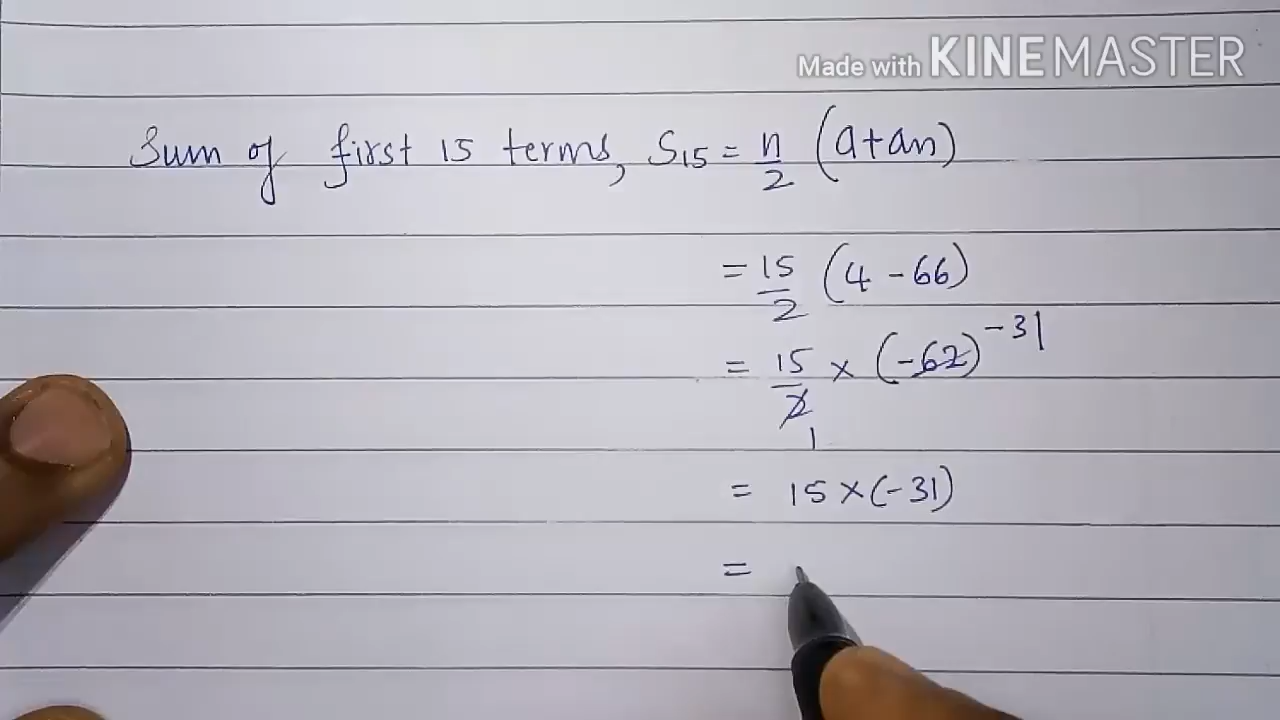 Made with KINEMASTER
Sum of first 15 terms, S₁₅ = n/2 (a+an)
= 15/2 (4 - 66)
= 15/2 × (-62) -31
1
= 15 × (-31)
=